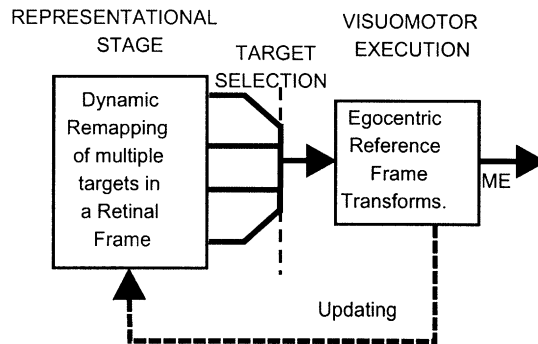 REPRESENTATIONAL
STAGE
TARGET
SELECTION
VISUOMOTOR
EXECUTION
Dynamic
Remapping
of multiple
targets in
a Retinal
Frame
Egocentric
Reference
Frame
Transforms.
ME
Updating